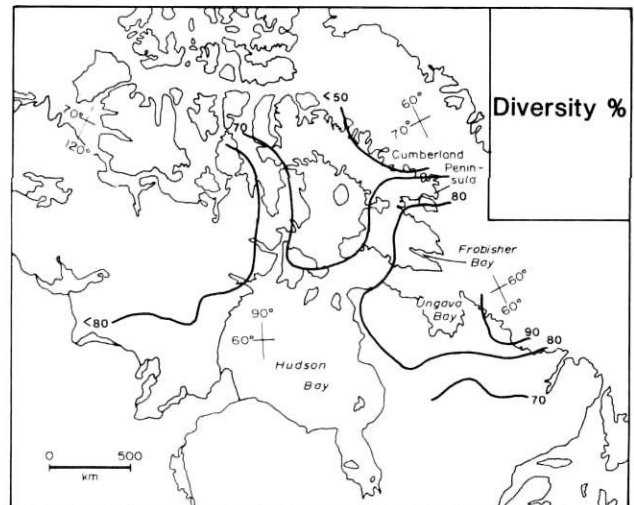 Diversity %
<50
60°
70°
70°
70
120°
Cumberland
Penin-
sula
80
Frobisher
Bay
60°
60°
Ungava
Bay
<80
90°
60°
90
80
Hudson
Bay
70
0 500
km